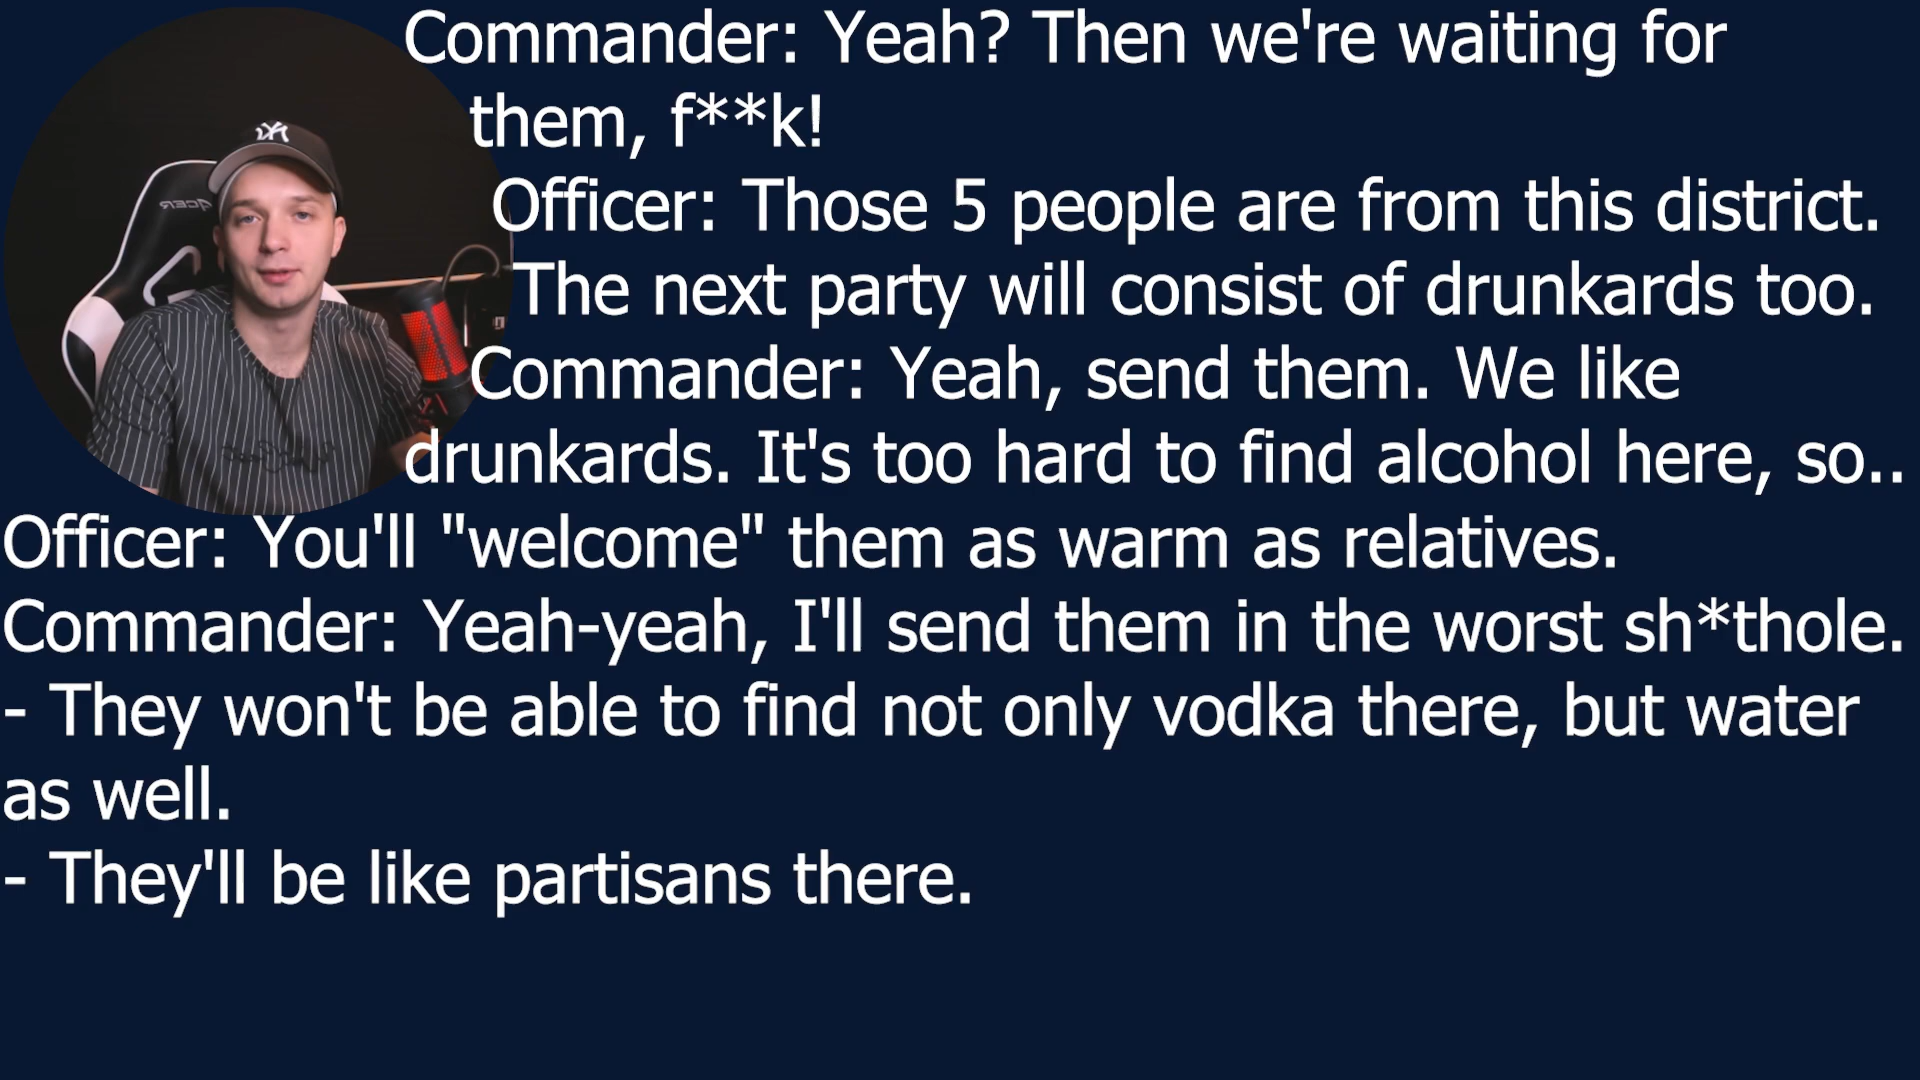 Commander: Yeah? Then we're waiting for
them, f**k!
Officer: Those 5 people are from this district.
The next party will consist of drunkards too.
Commander: Yeah, send them. We like
drunkards. It's too hard to find alcohol here, so..
Officer: You'll "welcome" them as warm as relatives.
Commander: Yeah-yeah, I'll send them in the worst sh*thole.
- They won't be able to find not only vodka there, but water
as well.
- They'll be like partisans there.